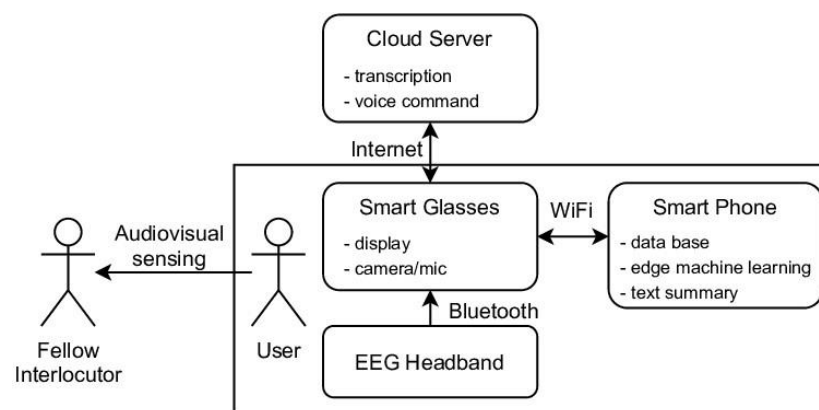 Cloud Server
- transcription
- voice command
Internet
Smart Glasses
- display
- camera/mic
WiFi
Smart Phone
- data base
- edge machine learning
- text summary
Audiovisual
sensing
Bluetooth
EEG Headband
Fellow
Interlocutor
User